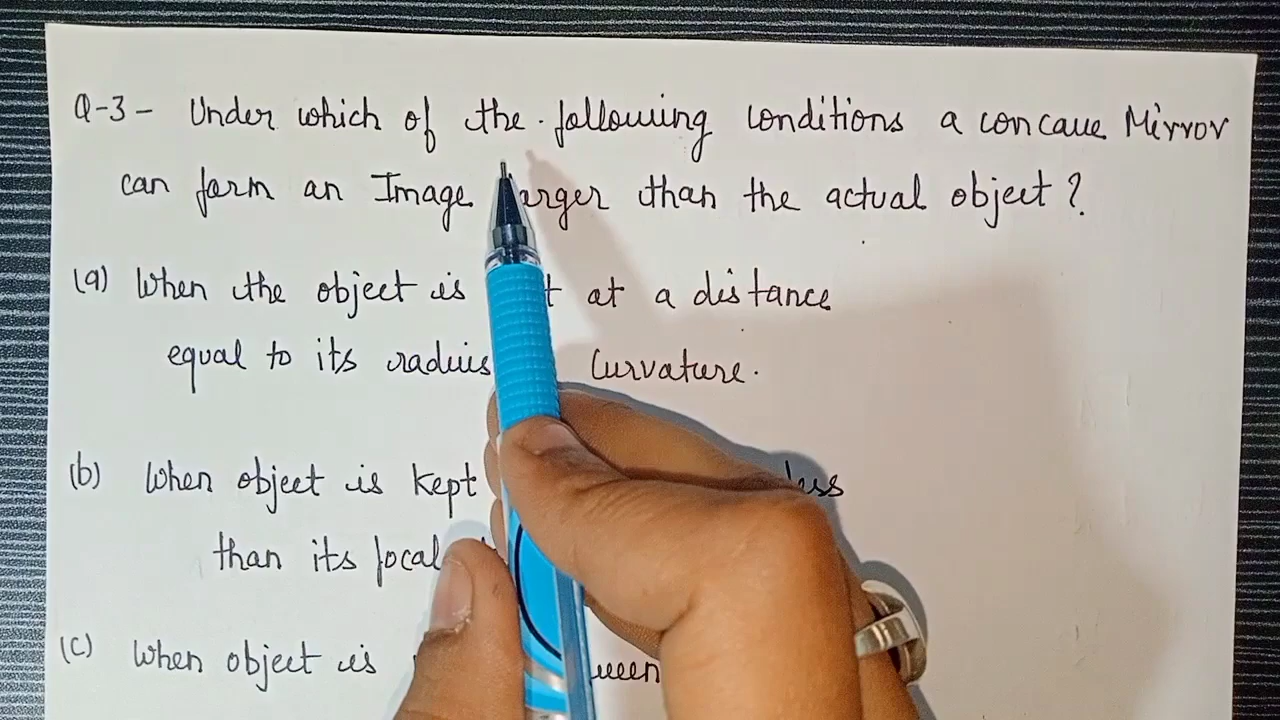 Q-3- Under which of the following conditions a concave Mirror
can form an Image larger than the actual object?
(a) When the object is at a distance
equal to its radius Curvature.
(b) When object is kept less
than its focal
(c) When object is